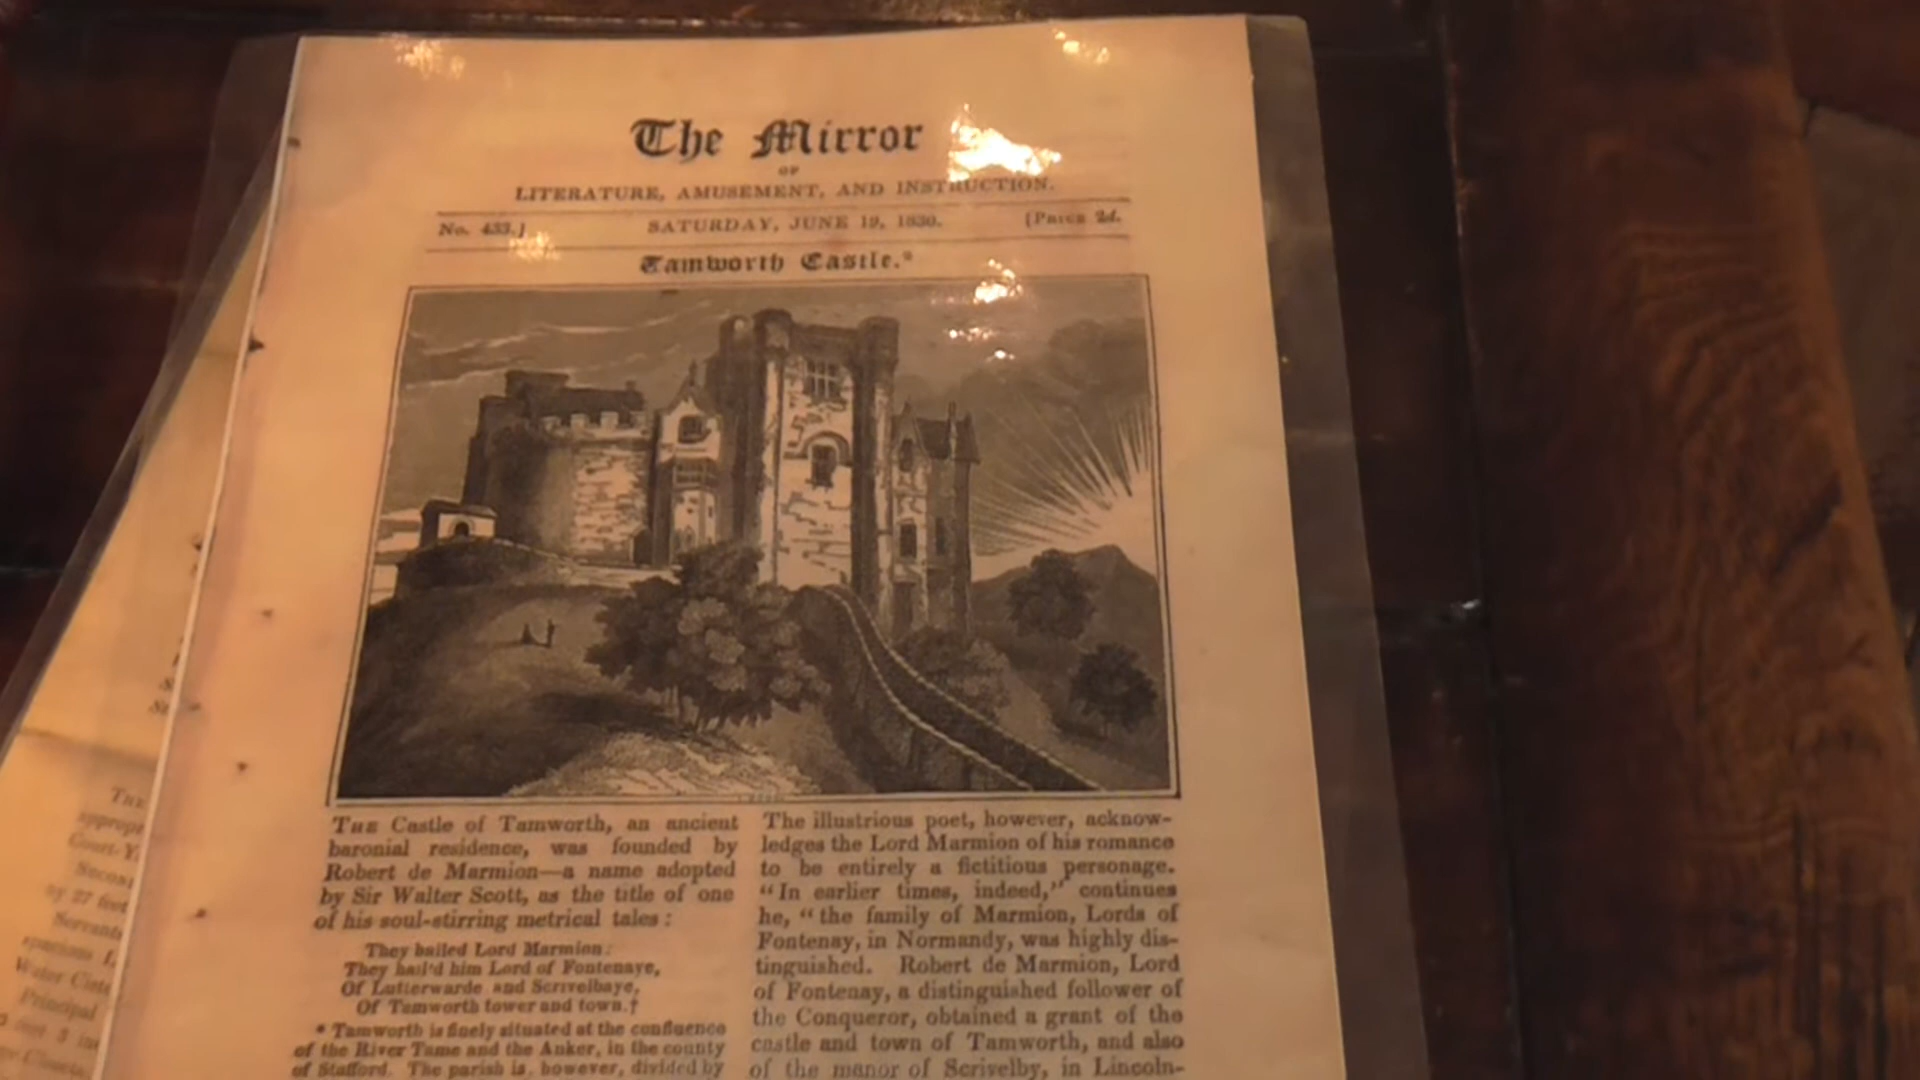 The Mirror
OF
LITERATURE, AMUSEMENT, AND INSTRUCTION.
No. 433.]
SATURDAY, JUNE 19, 1830.
[PRICE 2d.
Tamworth Castle.*
THE Castle of Tamworth, an ancient
baronial residence, was founded by
Robert de Marmion—a name adopted
by Sir Walter Scott, as the title of one
of his soul-stirring metrical tales :
They hailed Lord Marmion:
They hail'd him Lord of Fontenaye,
Of Lutterwarde and Scrivelbaye,
Of Tamworth tower and town.†
* Tamworth is finely situated at the confluence
of the River Tame and the Anker, in the county
of Stafford. The parish is, however, divided by
The illustrious poet, however, acknow-
ledges the Lord Marmion of his romance
to be entirely a fictitious personage.
“In earlier times, indeed,” continues
he, “the family of Marmion, Lords of
Fontenay, in Normandy, was highly dis-
tinguished. Robert de Marmion, Lord
of Fontenay, a distinguished follower of
the Conqueror, obtained a grant of the
castle and town of Tamworth, and also
of the manor of Scrivelby, in Lincoln-
THE
Court-Y
by 27 feet
Servants
Principal